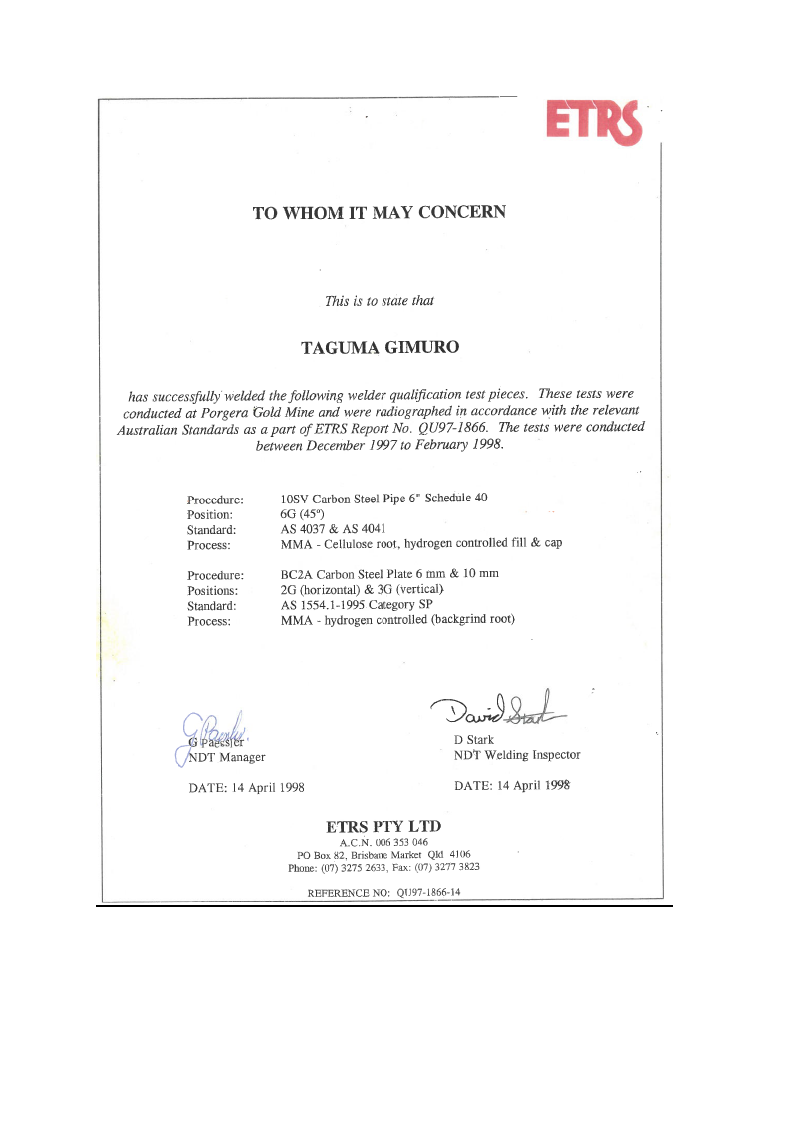 ETRS
TO WHOM IT MAY CONCERN
This is to state that
TAGUMA GIMURO
has successfully welded the following welder qualification test pieces. These tests were
conducted at Porgera Gold Mine and were radiographed in accordance with the relevant
Australian Standards as a part of ETRS Report No. QU97-1866. The tests were conducted
between December 1997 to February 1998.
Procedure: 10SV Carbon Steel Pipe 6" Schedule 40
Position: 6G (45°)
Standard: AS 4037 & AS 4041
Process: MMA - Cellulose root, hydrogen controlled fill & cap
Procedure: BC2A Carbon Steel Plate 6 mm & 10 mm
Positions: 2G (horizontal) & 3G (vertical)
Standard: AS 1554.1-1995 Category SP
Process: MMA - hydrogen controlled (backgrind root)
David Stark
G Paessler D Stark
NDT Manager NDT Welding Inspector
DATE: 14 April 1998 DATE: 14 April 1998
ETRS PTY LTD
A.C.N. 006 353 046
PO Box 82, Brisbane Market Qld 4106
Phone: (07) 3275 2633, Fax: (07) 3277 3823
REFERENCE NO: QU97-1866-14